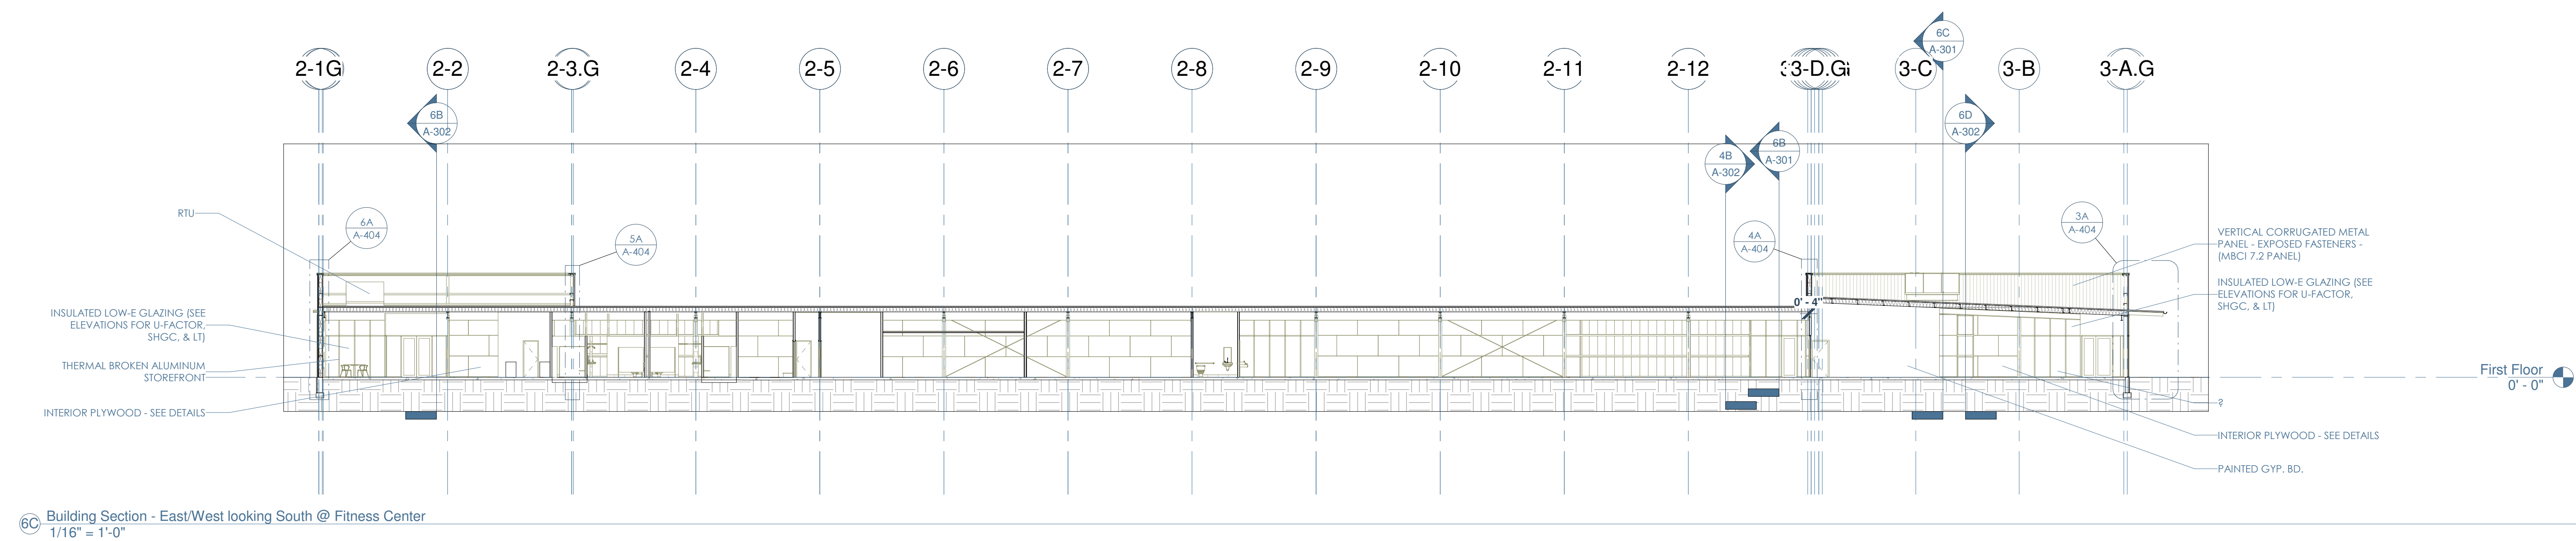 2-1G
2-2
2-3.G
2-4
2-5
2-6
2-7
2-8
2-9
2-10
2-11
2-12
3-D.G
3-C
3-B
3-A.G
6C
A-301
6B
A-302
6D
A-302
6B
A-301
4B
A-302
RTU
6A
A-404
5A
A-404
4A
A-404
3A
A-404
VERTICAL CORRUGATED METAL
PANEL - EXPOSED FASTENERS -
(MBCI 7.2 PANEL)
INSULATED LOW-E GLAZING (SEE
ELEVATIONS FOR U-FACTOR,
SHGC, & LT)
0' - 4"
INSULATED LOW-E GLAZING (SEE
ELEVATIONS FOR U-FACTOR,
SHGC, & LT)
THERMAL BROKEN ALUMINUM
STOREFRONT
INTERIOR PLYWOOD - SEE DETAILS
First Floor
0' - 0"
?
INTERIOR PLYWOOD - SEE DETAILS
PAINTED GYP. BD.
6C
Building Section - East/West looking South @ Fitness Center
1/16" = 1'-0"